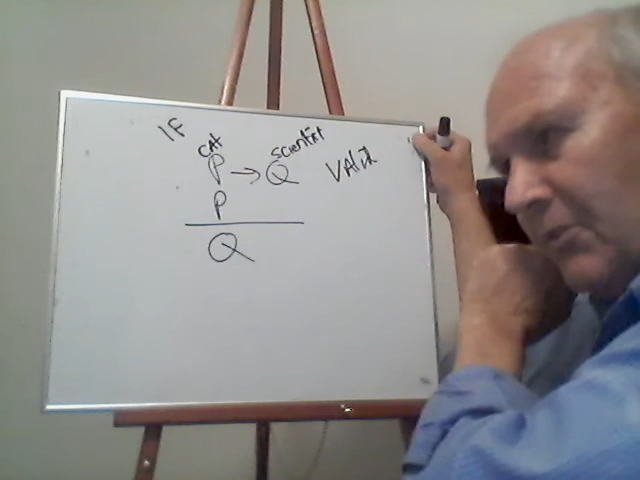 IF
CAT scientist
P → Q VALid
P
Q